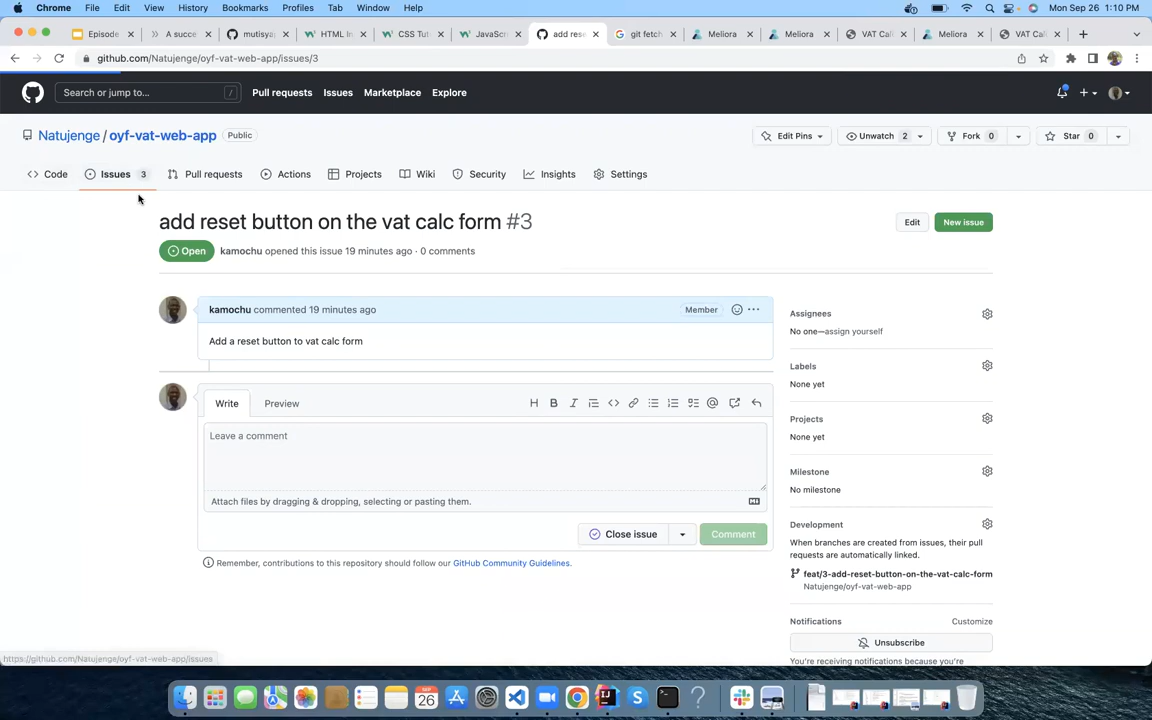 Chrome File Edit View History Bookmarks Profiles Tab Window Help Mon Sep 26 1:10 PM
Episode A succe mutisya HTML In CSS Tut JavaSc add rese git fetch Meliora Meliora VAT Cal Meliora VAT Cal
github.com/Natujenge/oyf-vat-web-app/issues/3
Search or jump to... / Pull requests Issues Marketplace Explore
Natujenge / oyf-vat-web-app Public Edit Pins Unwatch 2 Fork 0 Star 0
Code Issues 3 Pull requests Actions Projects Wiki Security Insights Settings
add reset button on the vat calc form #3 Edit New issue
Open kamochu opened this issue 19 minutes ago · 0 comments
kamochu commented 19 minutes ago Member
Add a reset button to vat calc form
Write Preview
Leave a comment
Attach files by dragging & dropping, selecting or pasting them.
Close issue Comment
Remember, contributions to this repository should follow our GitHub Community Guidelines.
Assignees
No one—assign yourself
Labels
None yet
Projects
None yet
Milestone
No milestone
Development
When branches are created from issues, their pull
requests are automatically linked.
feat/3-add-reset-button-on-the-vat-calc-form
Natujenge/oyf-vat-web-app
Notifications Customize
Unsubscribe
You're receiving notifications because you're
https://github.com/Natujenge/oyf-vat-web-app/issues
SEP
26